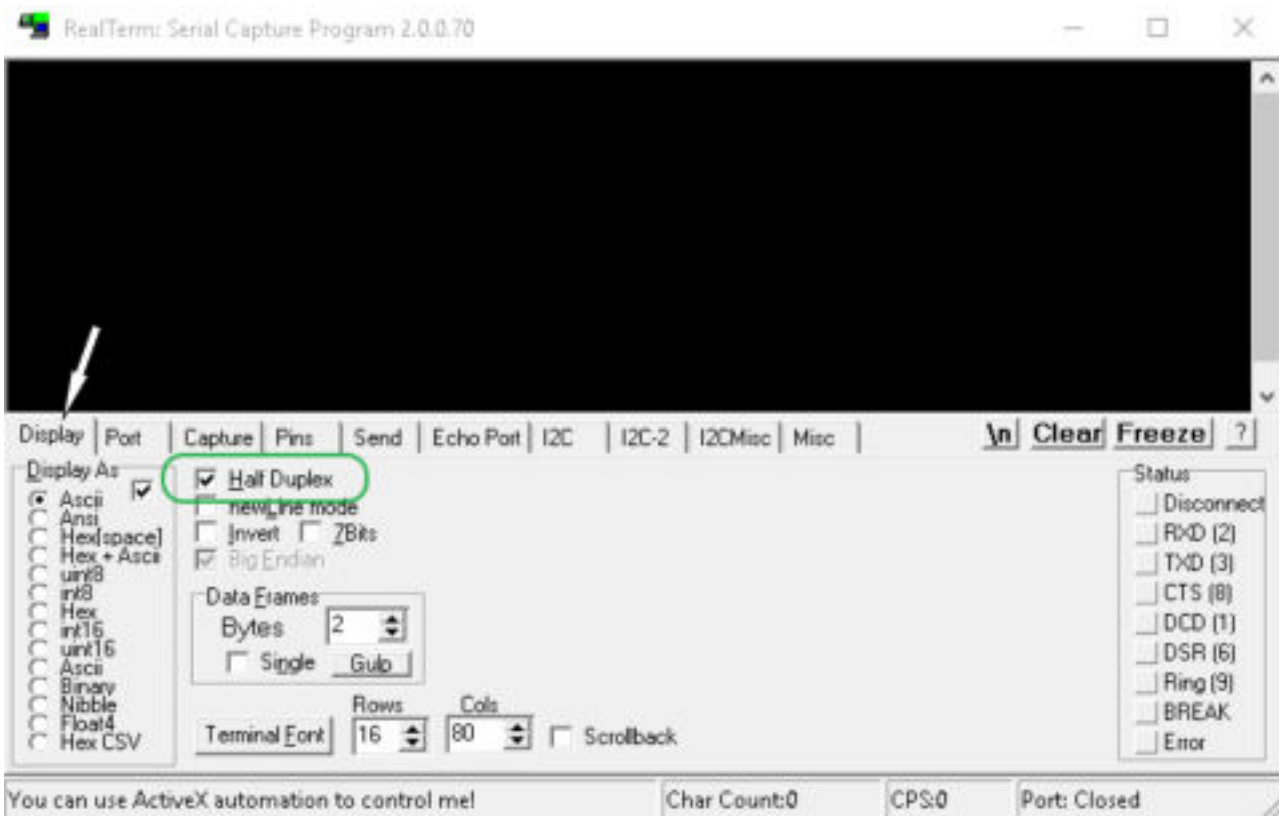 RealTerm: Serial Capture Program 2.0.0.70
Display Port Capture Pins Send Echo Port I2C I2C-2 I2CMisc Misc \n Clear Freeze ?
Display As
Ascii
Ansi
Hex[space]
Hex + Ascii
uint8
int8
Hex
int16
uint16
Ascii
Binary
Nibble
Float4
Hex CSV
Half Duplex
newLine mode
Invert 7Bits
Big Endian
Data Frames
Bytes 2
Single Gulp
Rows Cols
Terminal Font 16 80 Scrollback
Status
Disconnect
RXD (2)
TXD (3)
CTS (8)
DCD (1)
DSR (6)
Ring (9)
BREAK
Error
You can use ActiveX automation to control me! Char Count:0 CPS:0 Port: Closed